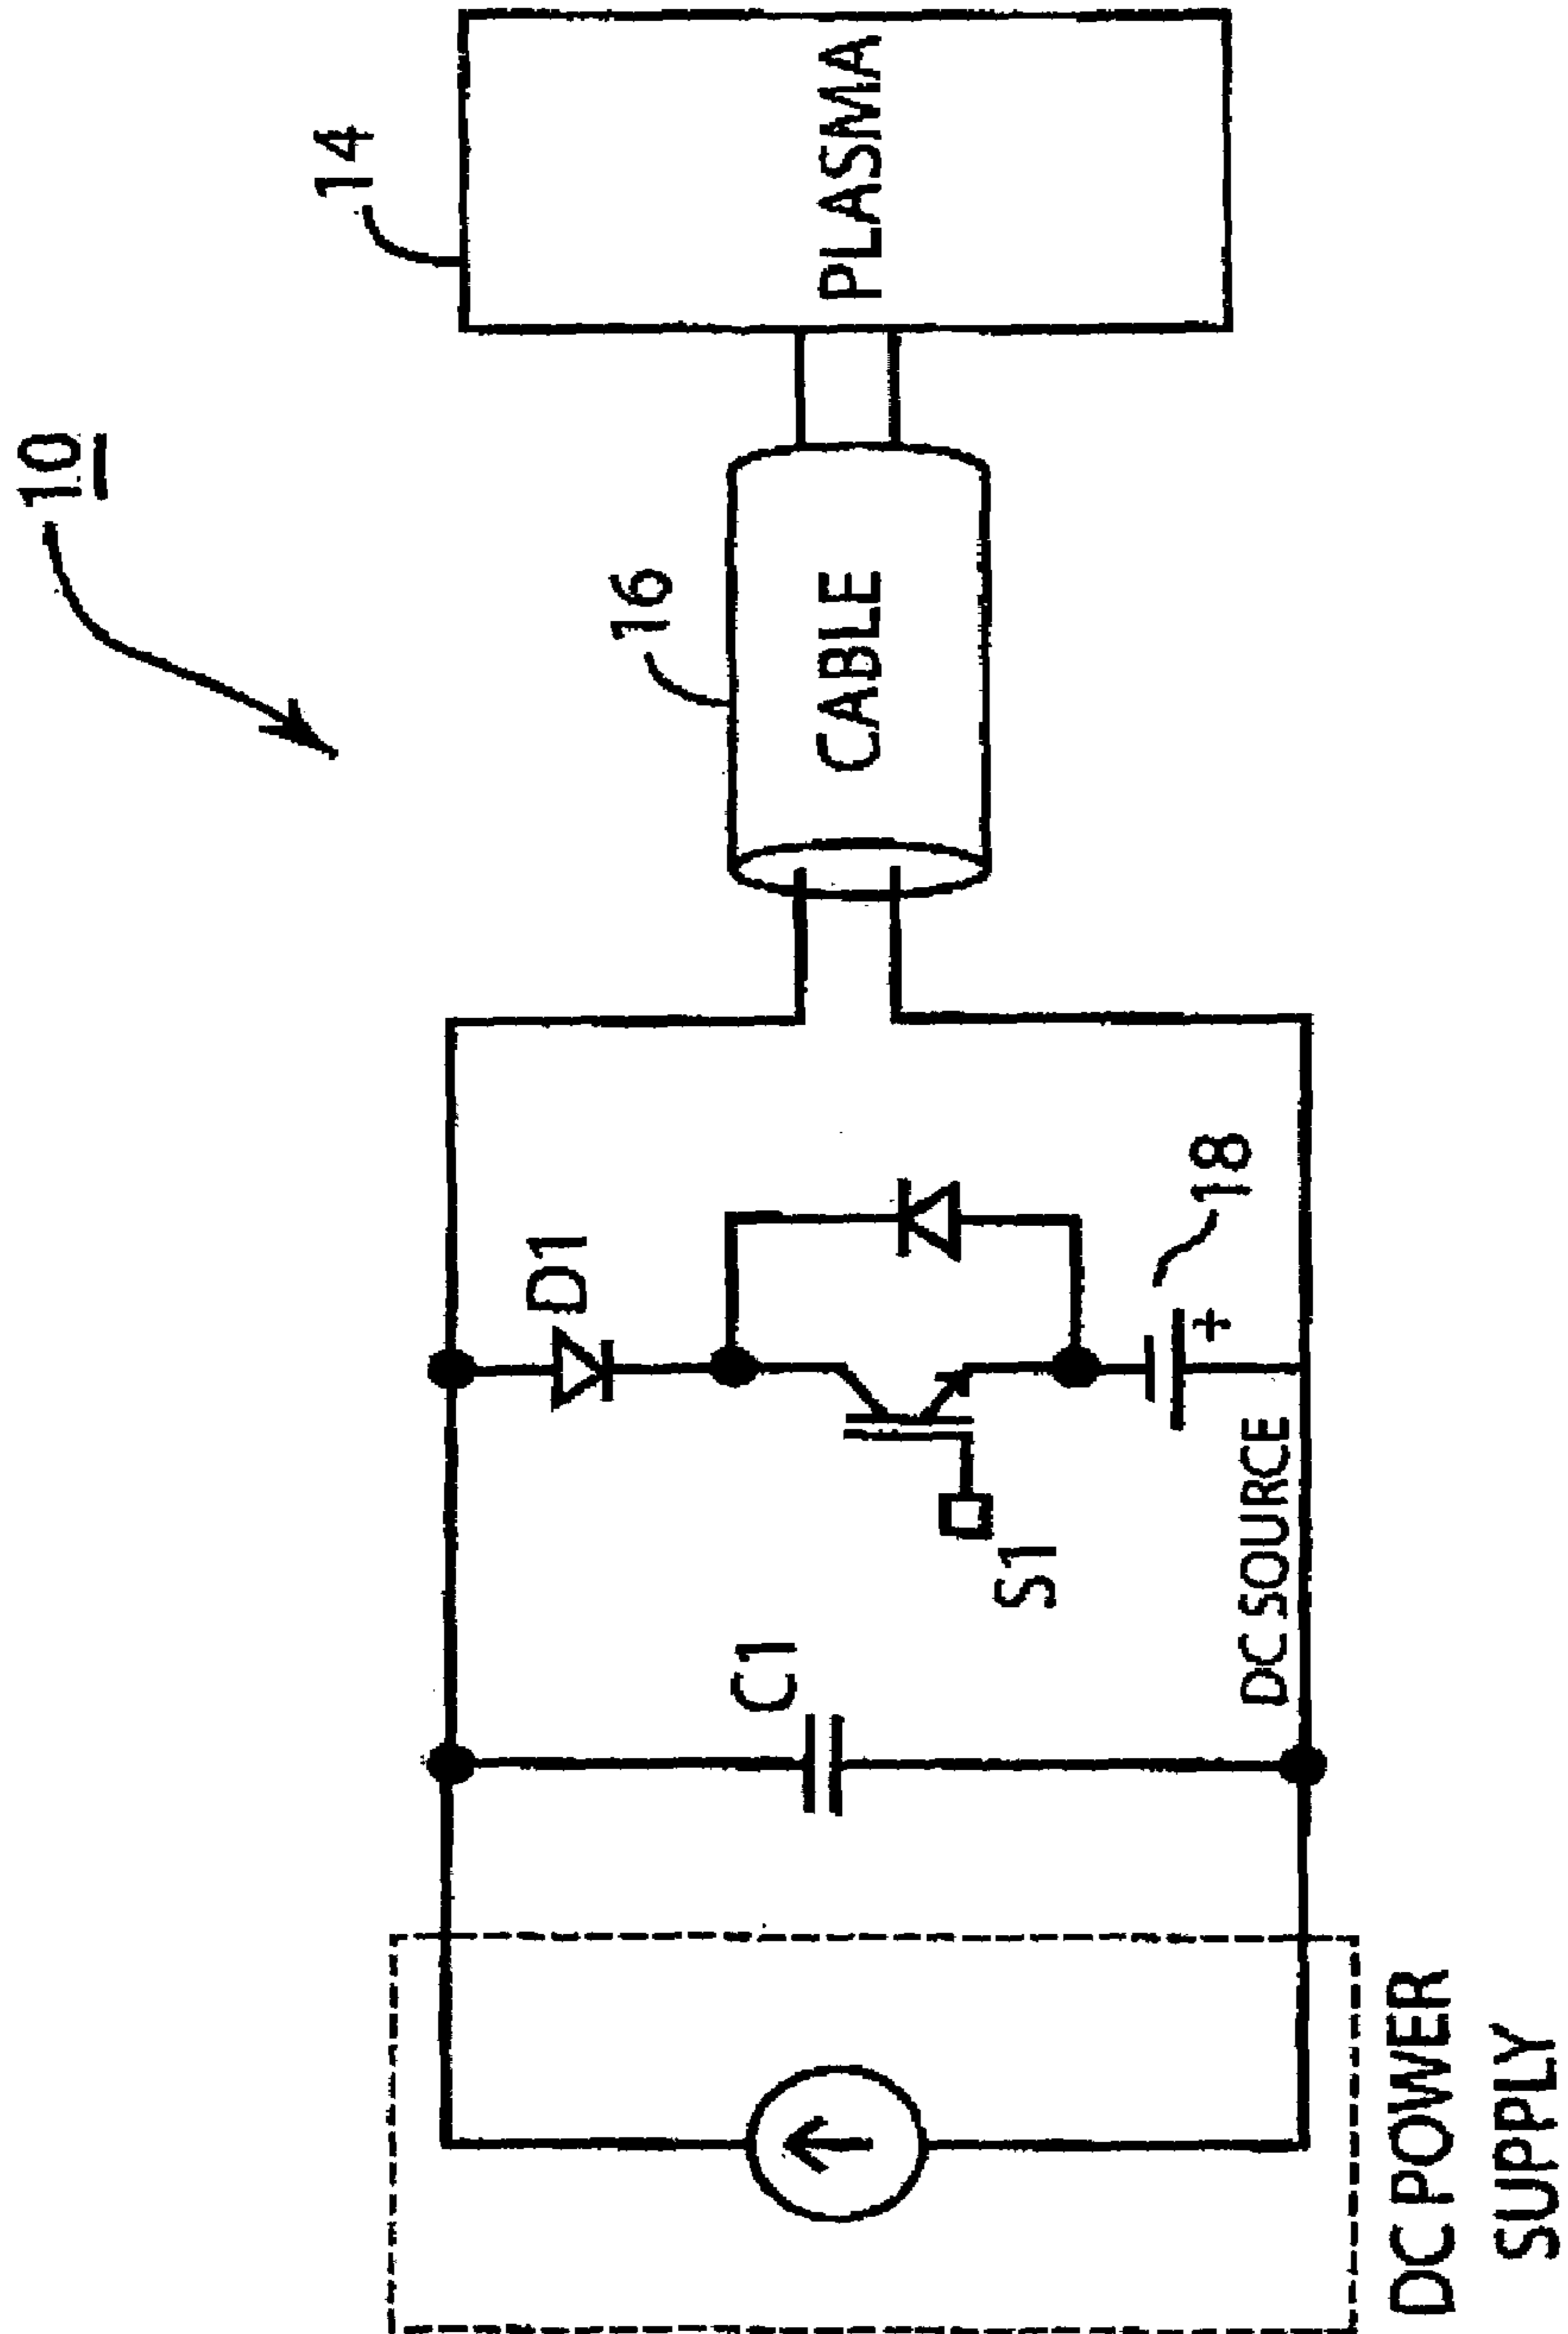 10
14
PLASMA
16
CABLE
D1
18
+
S1
C1
DC SOURCE
DC POWER
SUPPLY